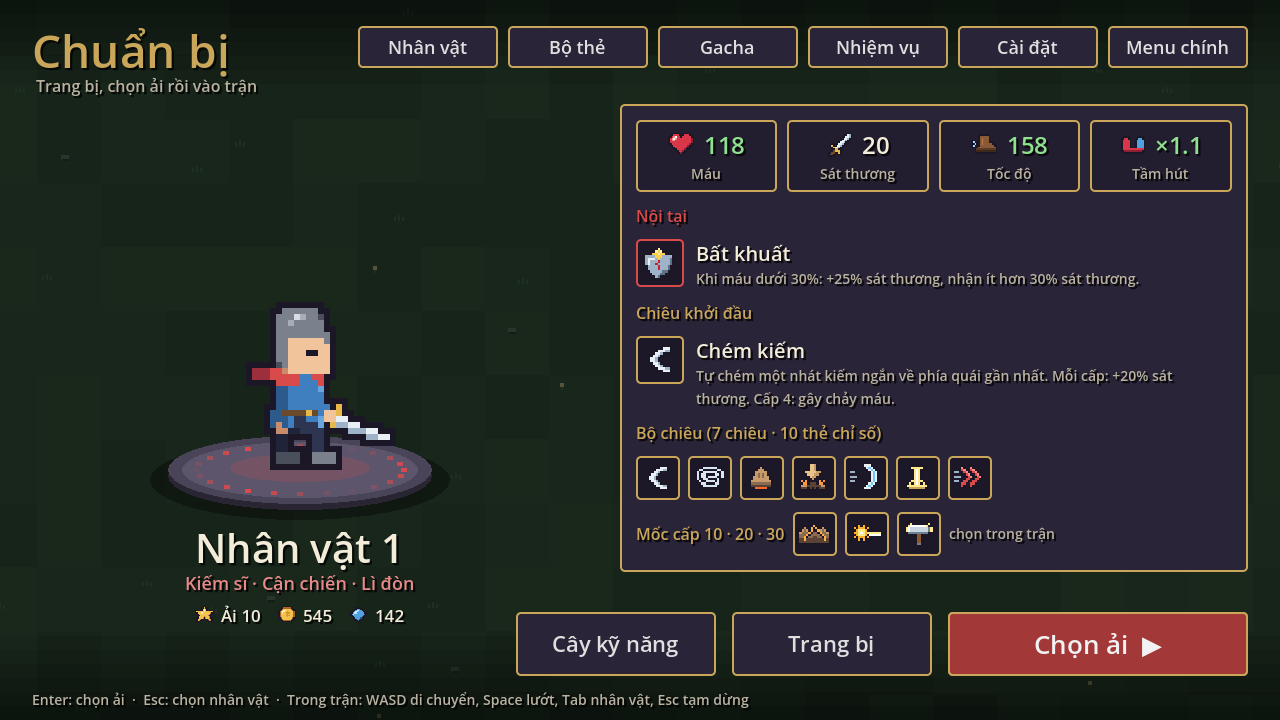 Chuẩn bị
Trang bị, chọn ải rồi vào trận
Nhân vật
Bộ thẻ
Gacha
Nhiệm vụ
Cài đặt
Menu chính
118
Máu
20
Sát thương
158
Tốc độ
×1.1
Tầm hút
Nội tại
Bất khuất
Khi máu dưới 30%: +25% sát thương, nhận ít hơn 30% sát thương.
Chiêu khởi đầu
Chém kiếm
Tự chém một nhát kiếm ngắn về phía quái gần nhất. Mỗi cấp: +20% sát
thương. Cấp 4: gây chảy máu.
Bộ chiêu (7 chiêu · 10 thẻ chỉ số)
Mốc cấp 10 · 20 · 30
chọn trong trận
Nhân vật 1
Kiếm sĩ · Cận chiến · Lì đòn
Ải 10
545
142
Cây kỹ năng
Trang bị
Chọn ải ▶
Enter: chọn ải · Esc: chọn nhân vật · Trong trận: WASD di chuyển, Space lướt, Tab nhân vật, Esc tạm dừng